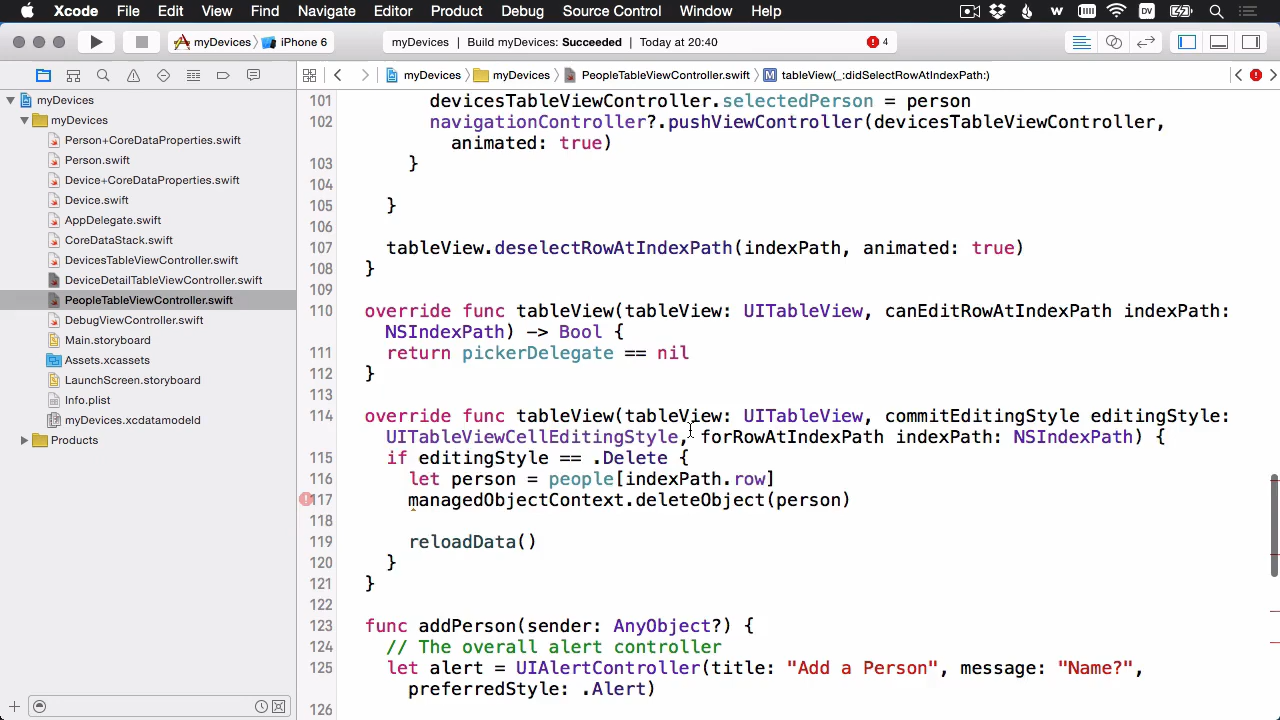 Xcode File Edit View Find Navigate Editor Product Debug Source Control Window Help
myDevices iPhone 6 myDevices | Build myDevices: Succeeded | Today at 20:40 4
myDevices myDevices PeopleTableViewController.swift M tableView(_:didSelectRowAtIndexPath:)
myDevices
myDevices
Person+CoreDataProperties.swift
Person.swift
Device+CoreDataProperties.swift
Device.swift
AppDelegate.swift
CoreDataStack.swift
DevicesTableViewController.swift
DeviceDetailTableViewController.swift
PeopleTableViewController.swift
DebugViewController.swift
Main.storyboard
Assets.xcassets
LaunchScreen.storyboard
Info.plist
myDevices.xcdatamodeld
Products
101 devicesTableViewController.selectedPerson = person
102 navigationController?.pushViewController(devicesTableViewController,
animated: true)
103 }
104
105 }
106
107 tableView.deselectRowAtIndexPath(indexPath, animated: true)
108 }
109
110 override func tableView(tableView: UITableView, canEditRowAtIndexPath indexPath:
NSIndexPath) -> Bool {
111 return pickerDelegate == nil
112 }
113
114 override func tableView(tableView: UITableView, commitEditingStyle editingStyle:
UITableViewCellEditingStyle, forRowAtIndexPath indexPath: NSIndexPath) {
115 if editingStyle == .Delete {
116 let person = people[indexPath.row]
117 managedObjectContext.deleteObject(person)
118
119 reloadData()
120 }
121 }
122
123 func addPerson(sender: AnyObject?) {
124 // The overall alert controller
125 let alert = UIAlertController(title: "Add a Person", message: "Name?",
preferredStyle: .Alert)
126